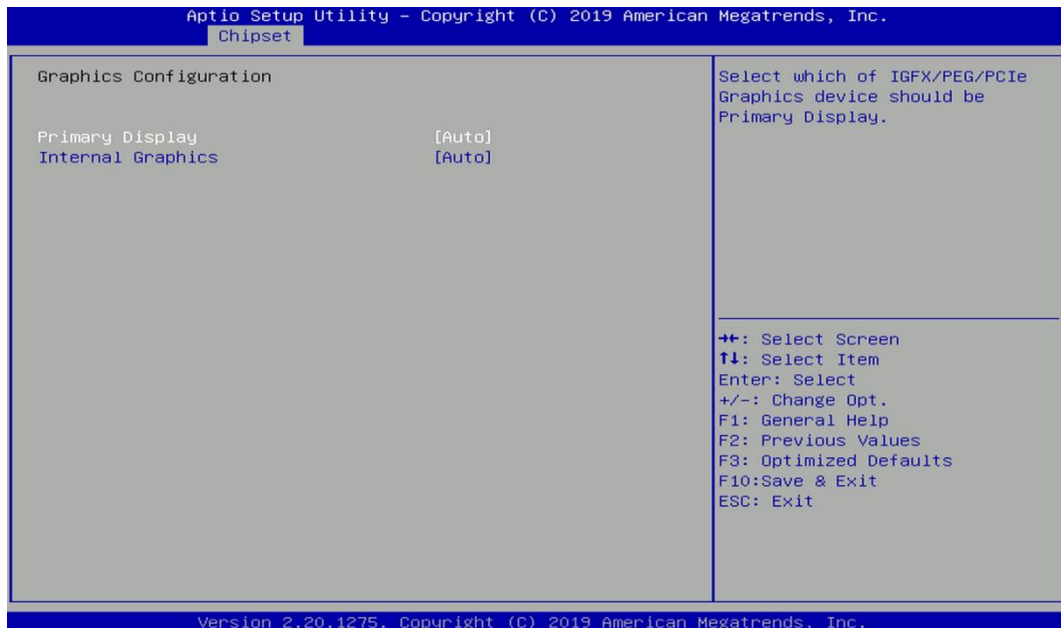 Aptio Setup Utility – Copyright (C) 2019 American Megatrends, Inc.
Chipset
Graphics Configuration
Primary Display [Auto]
Internal Graphics [Auto]
Select which of IGFX/PEG/PCIe
Graphics device should be
Primary Display.
→←: Select Screen
↑↓: Select Item
Enter: Select
+/-: Change Opt.
F1: General Help
F2: Previous Values
F3: Optimized Defaults
F10:Save & Exit
ESC: Exit
Version 2.20.1275. Copyright (C) 2019 American Megatrends, Inc.